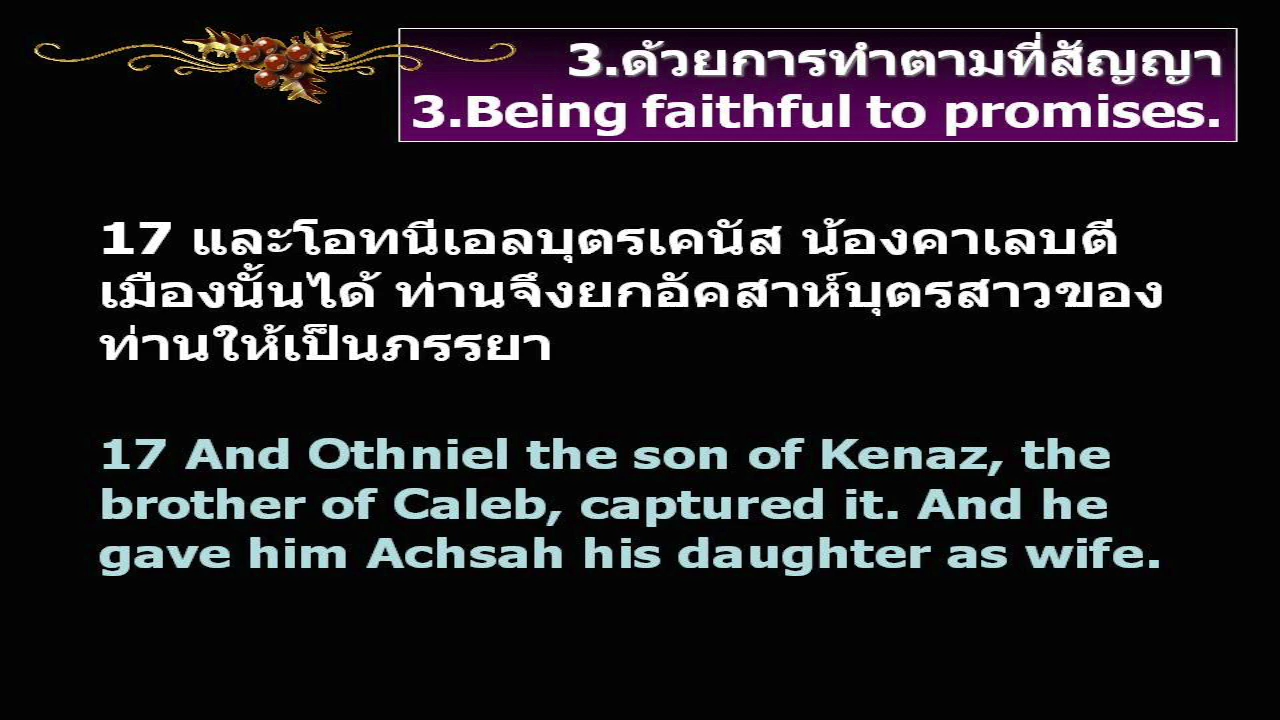 3.ด้วยการทำตามที่สัญญา
3.Being faithful to promises.
17 และโอทนีเอลบุตรเคนัส น้องคาเลบตี
เมืองนั้นได้ ท่านจึงยกอัคสาห์บุตรสาวของ
ท่านให้เป็นภรรยา
17 And Othniel the son of Kenaz, the
brother of Caleb, captured it. And he
gave him Achsah his daughter as wife.